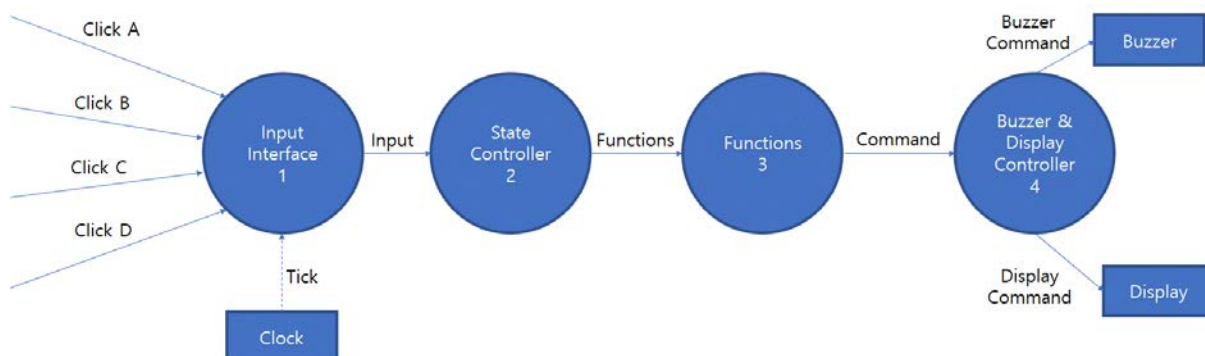 Click A
Click B
Click C
Click D
Input
Interface
1
Tick
Clock
Input
State
Controller
2
Functions
Functions
3
Command
Buzzer &
Display
Controller
4
Buzzer
Command
Buzzer
Display
Command
Display